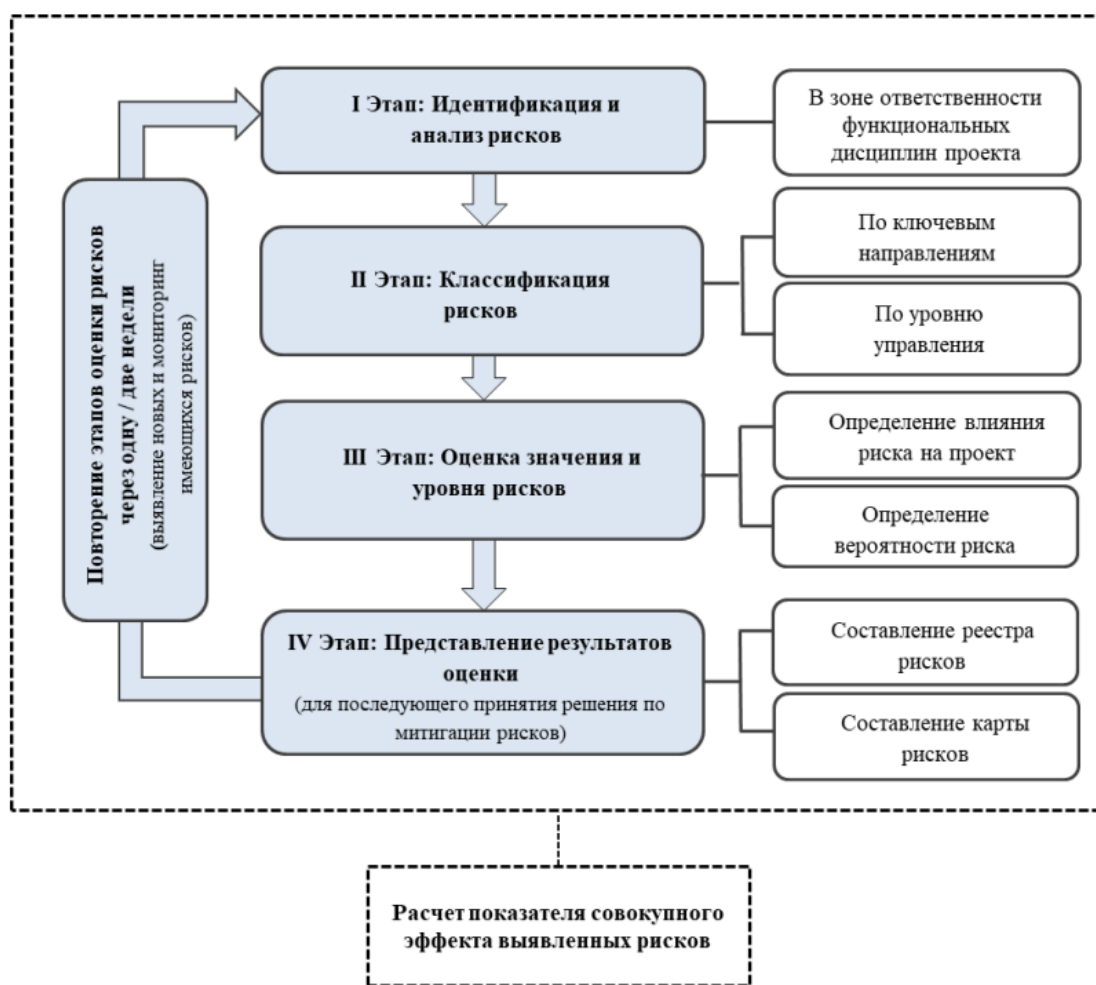 I Этап: Идентификация и
анализ рисков
В зоне ответственности
функциональных
дисциплин проекта
II Этап: Классификация
рисков
По ключевым
направлениям
По уровню
управления
III Этап: Оценка значения и
уровня рисков
Определение влияния
риска на проект
Определение
вероятности риска
IV Этап: Представление результатов
оценки
(для последующего принятия решения по
митигации рисков)
Составление реестра
рисков
Составление карты
рисков
Повторение этапов оценки рисков
через одну / две недели
(выявление новых и мониторинг
имеющихся рисков)
Расчет показателя совокупного
эффекта выявленных рисков